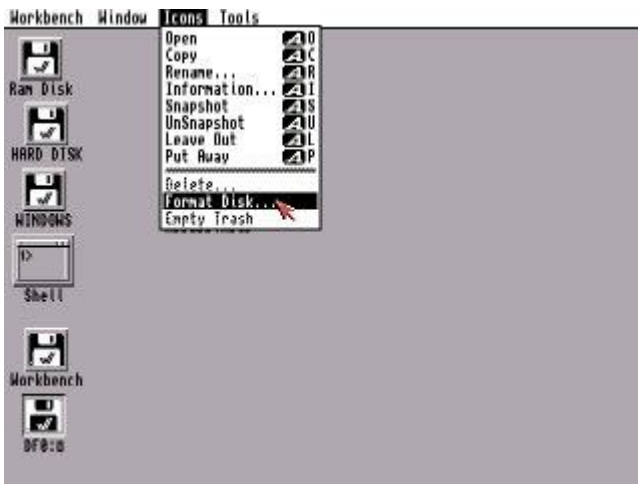 Workbench Window Icons Tools
Open A O
Copy A C
Rename... A R
Information... A I
Snapshot A S
UnSnapshot A U
Leave Out A L
Put Away A P
Delete...
Format Disk...
Empty Trash
Ram Disk
HARD DISK
WINDOWS
1>
Shell
Workbench
DF0: